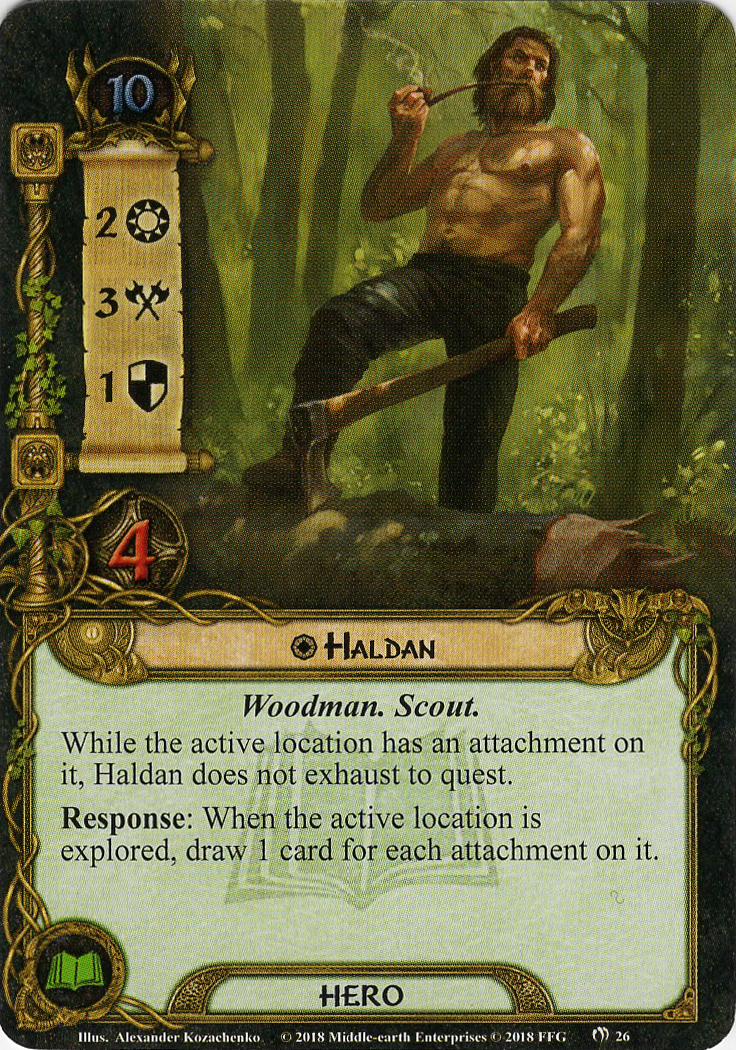 10
2
3
1
4
HALDAN
Woodman. Scout.
While the active location has an attachment on
it, Haldan does not exhaust to quest.
Response: When the active location is
explored, draw 1 card for each attachment on it.
HERO
Illus. Alexander Kozachenko © 2018 Middle-earth Enterprises © 2018 FFG 26